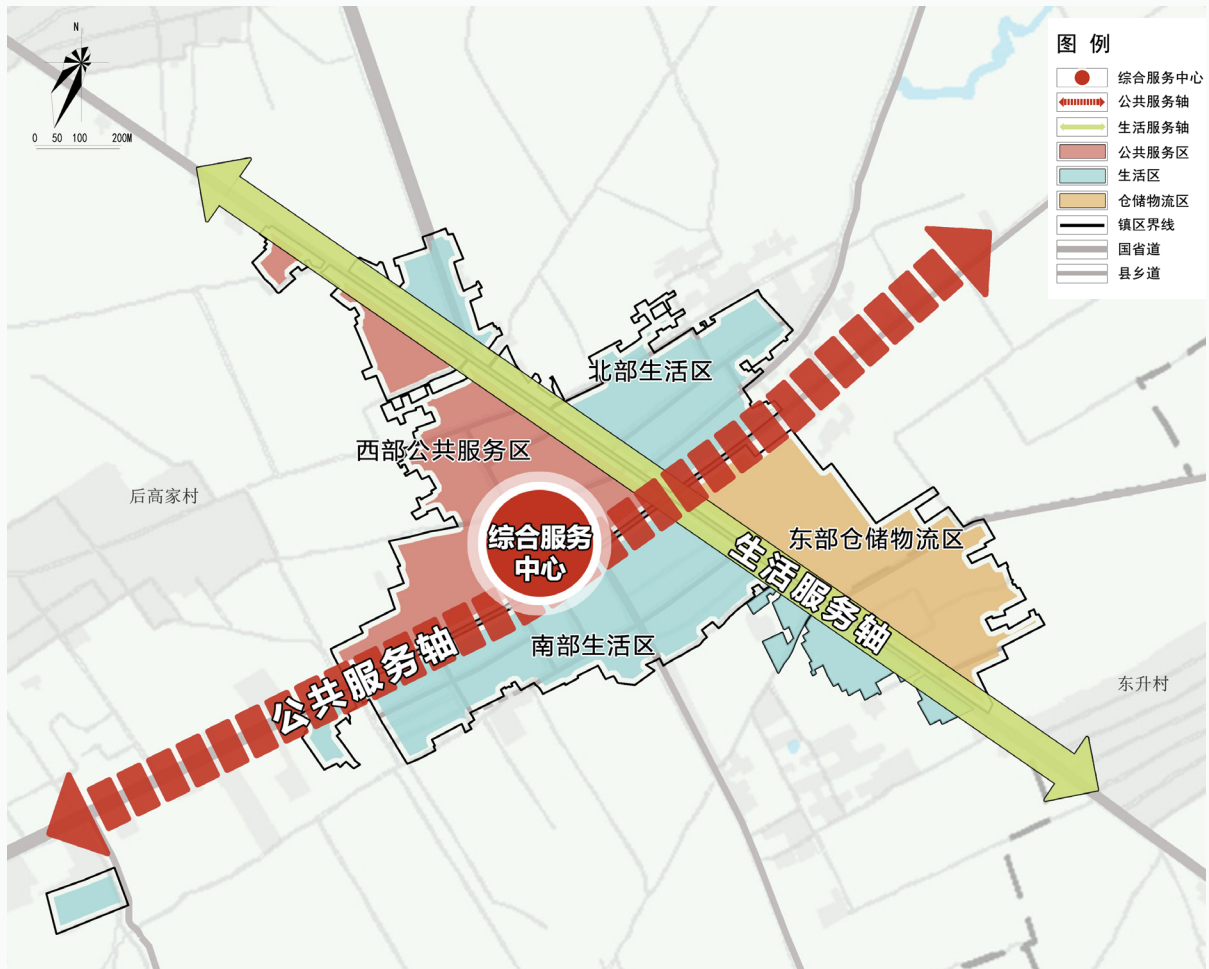 N
0 50 100 200M
图 例
综合服务中心
公共服务轴
生活服务轴
公共服务区
生活区
仓储物流区
镇区界线
国省道
县乡道
北部生活区
西部公共服务区
后高家村
综合服务
中心
东部仓储物流区
生活服务轴
南部生活区
公共服务轴
东升村